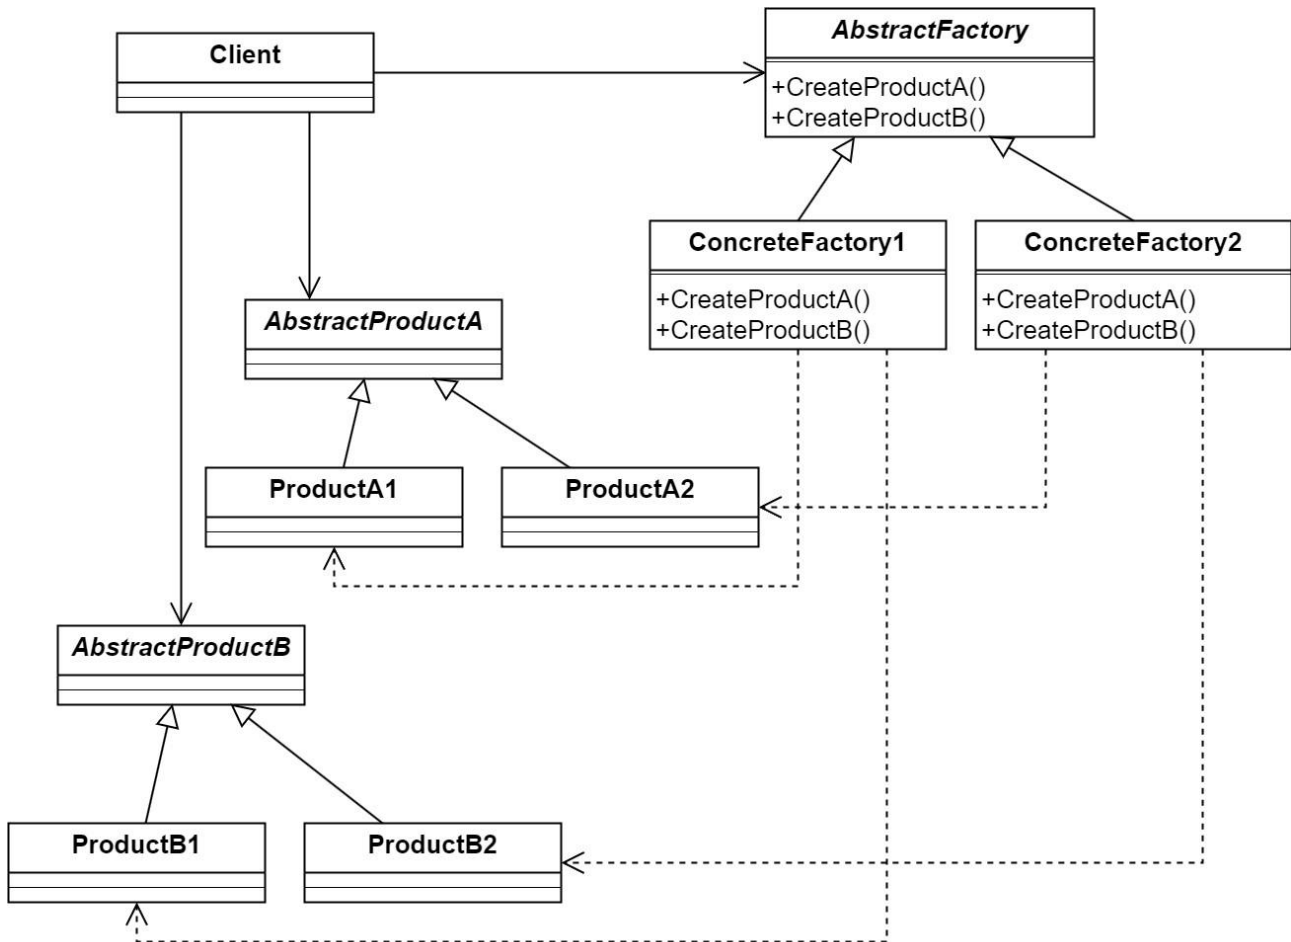 AbstractFactory
Client
+CreateProductA()
+CreateProductB()
ConcreteFactory1
ConcreteFactory2
+CreateProductA()
+CreateProductB()
+CreateProductA()
+CreateProductB()
AbstractProductA
ProductA1
ProductA2
AbstractProductB
ProductB1
ProductB2